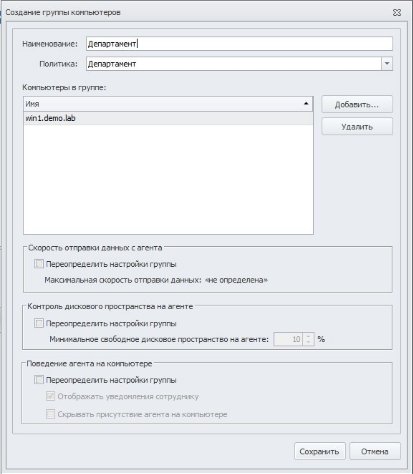 Создание группы компьютеров
Наименование: Департамент
Политика: Департамент
Компьютеры в группе:
Имя
win1.demo.lab
Добавить...
Удалить
Скорость отправки данных с агента
Переопределить настройки группы
Максимальная скорость отправки данных: «не определена»
Контроль дискового пространства на агенте
Переопределить настройки группы
Минимальное свободное дисковое пространство на агенте: 10 %
Поведение агента на компьютере
Переопределить настройки группы
Отображать уведомления сотруднику
Скрывать присутствие агента на компьютере
Сохранить Отмена